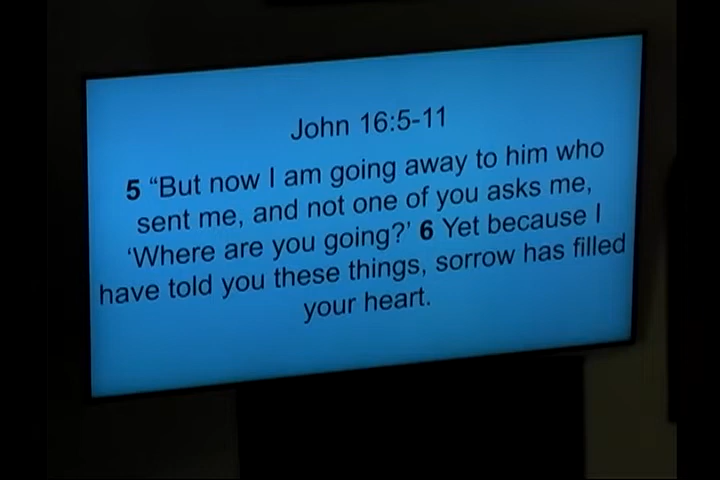 John 16:5-11
5 “But now I am going away to him who
sent me, and not one of you asks me,
‘Where are you going?’ 6 Yet because I
have told you these things, sorrow has filled
your heart.